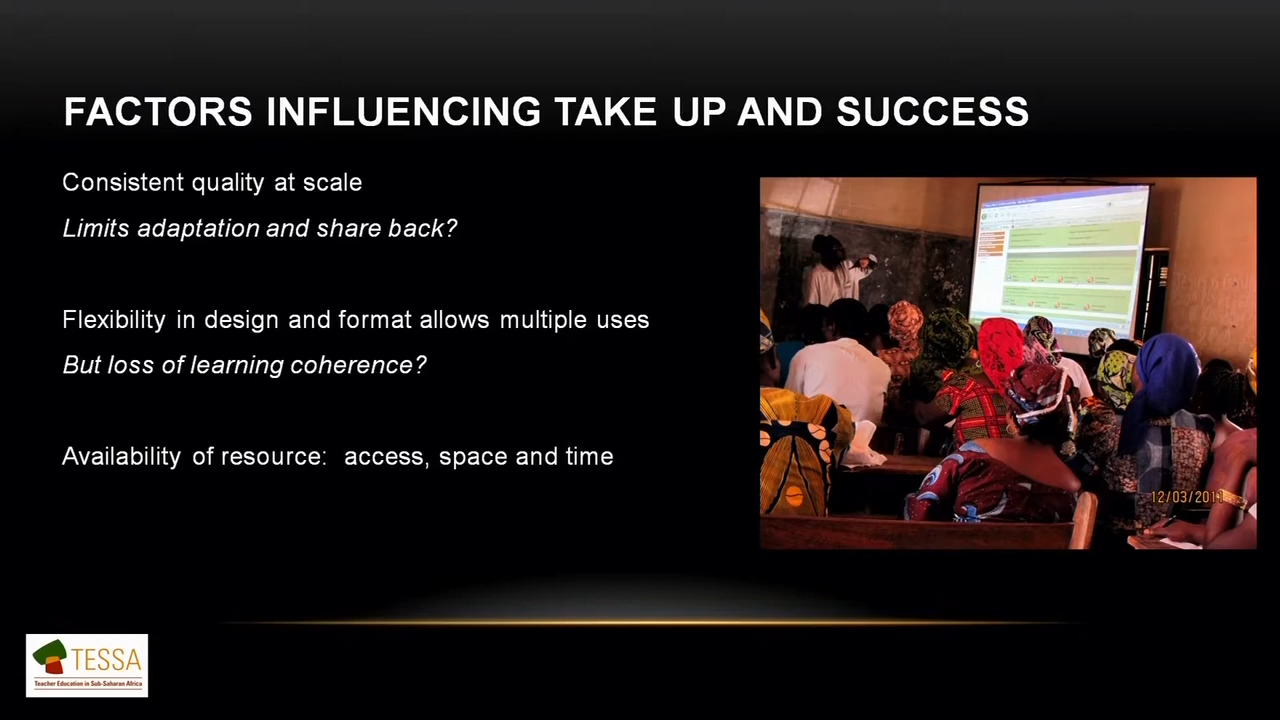 FACTORS INFLUENCING TAKE UP AND SUCCESS
Consistent quality at scale
Limits adaptation and share back?
Flexibility in design and format allows multiple uses
But loss of learning coherence?
Availability of resource:  access, space and time
TESSA
Teacher Education in Sub-Saharan Africa